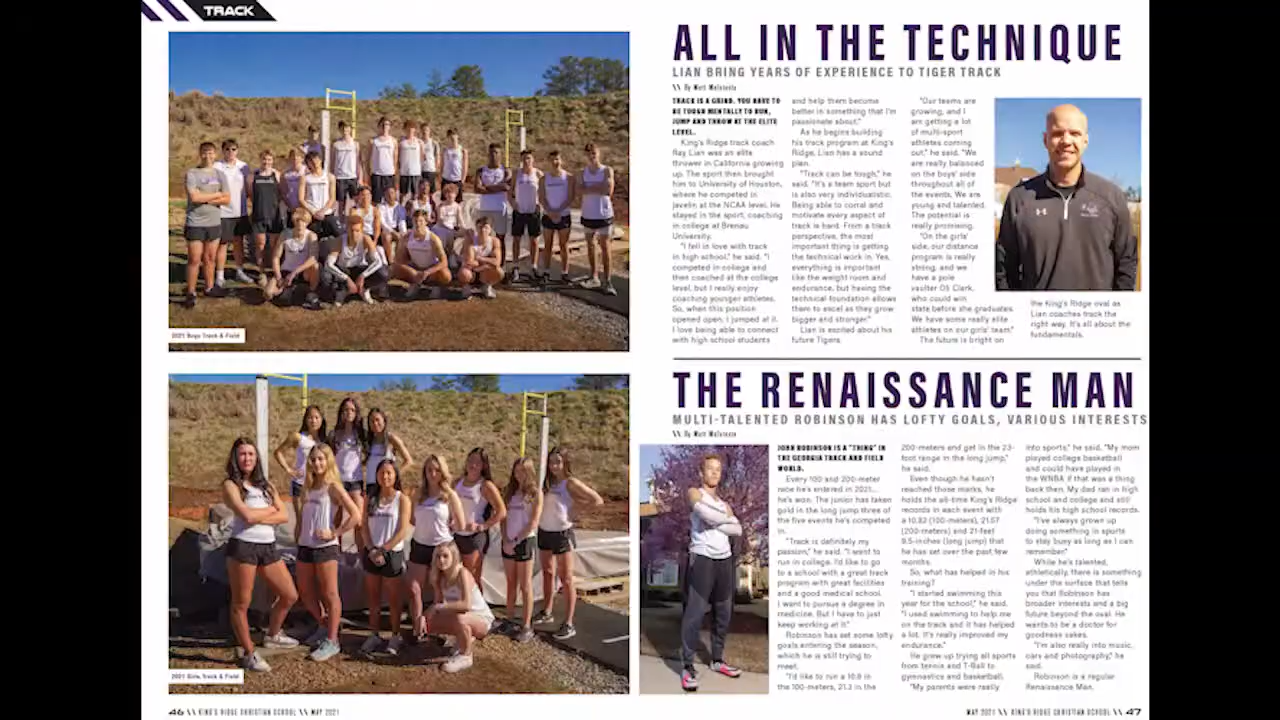 TRACK
2021 Boys Track & Field
2021 Girls Track & Field
46 \\ KING'S RIDGE CHRISTIAN SCHOOL \\ MAY 2021
ALL IN THE TECHNIQUE
LIAN BRING YEARS OF EXPERIENCE TO TIGER TRACK
\\ By Matt
TRACK IS A GRIND. YOU HAVE TO
BE TOUGH MENTALLY TO RUN,
JUMP AND THROW AT THE ELITE
LEVEL.
King's Ridge track coach
Ray Lian was an elite
thrower in California growing
up. The sport then brought
him to University of Houston,
where he competed in
javelin at the NCAA level. He
stayed in the sport, coaching
in college at Brenau
University.
"I fell in love with track
in high school," he said. "I
competed in college and
then coached at the college
level, but I really enjoy
coaching younger athletes.
So, when this position
opened open, I jumped at it.
I love being able to connect
with high school students
and help them become
better in something that I'm
passionate about."
As he begins building
his track program at King's
Ridge, Lian has a sound
plan.
"Track can be tough," he
said. "It's a team sport but
is also very individualistic.
Being able to corral and
motivate every aspect of
track is hard. From a track
perspective, the most
important thing is getting
the technical work in. Yes,
everything is important
like the weight room and
endurance, but having the
technical foundation allows
them to excel as they grow
bigger and stronger."
Lian is excited about his
future Tigers.
"Our teams are
growing, and I
am getting a lot
of multi-sport
athletes coming
out," he said. "We
are really balanced
on the boys' side
throughout all of
the events. We are
young and talented.
The potential is
really promising.
"On the girls'
side, our distance
program is really
strong, and we
have a pole
vaulter Clark,
who could win
state before she graduates.
We have some really elite
athletes on our girls' team."
The future is bright on
the King's Ridge oval as
Lian coaches track the
right way. It's all about the
fundamentals.
THE RENAISSANCE MAN
MULTI-TALENTED ROBINSON HAS LOFTY GOALS, VARIOUS INTERESTS
\\ By Matt
JOHN ROBINSON IS A "THING" IN
THE GEORGIA TRACK AND FIELD
WORLD.
Every 100 and 200-meter
race he's entered in 2021...
he's won. The junior has taken
gold in the long jump three of
the five events he's competed
in.
"Track is definitely my
passion," he said. "I want to
run in college. I'd like to go
to a school with a great track
program with great facilities
and a good medical school.
I want to pursue a degree in
medicine. But I have to just
keep working at it."
Robinson has set some lofty
goals entering the season,
which he is still trying to
meet.
"I'd like to run a 10.8 in
the 100-meters, 21.3 in the
200-meters and get in the 23-
foot range in the long jump,"
he said.
Even though he hasn't
reached those marks, he
holds the all-time King's Ridge
records in each event with
a 10.83 (100-meters), 21.57
(200-meters) and 21-feet
9.5-inches (long jump) that
he has set over the past few
months.
So, what has helped in his
training?
"I started swimming this
year for the school," he said.
"I used swimming to help me
on the track and it has helped
a lot. It's really improved my
endurance."
He grew up trying all sports
from tennis and T-Ball to
gymnastics and basketball.
"My parents were really
into sports," he said. "My mom
played college basketball
and could have played in
the WNBA if that was a thing
back then. My dad ran in high
school and college and still
holds his high school records.
"I've always grown up
doing something in sports
to stay busy as long as I can
remember."
While he's talented,
athletically, there is something
under the surface that tells
you that Robinson has
broader interests and a big
future beyond the oval. He
wants to be a doctor for
goodness sakes.
"I'm also really into music,
cars and photography," he
said.
Robinson is a regular
Renaissance Man.
MAY 2021 \\ KING'S RIDGE CHRISTIAN SCHOOL \\ 47